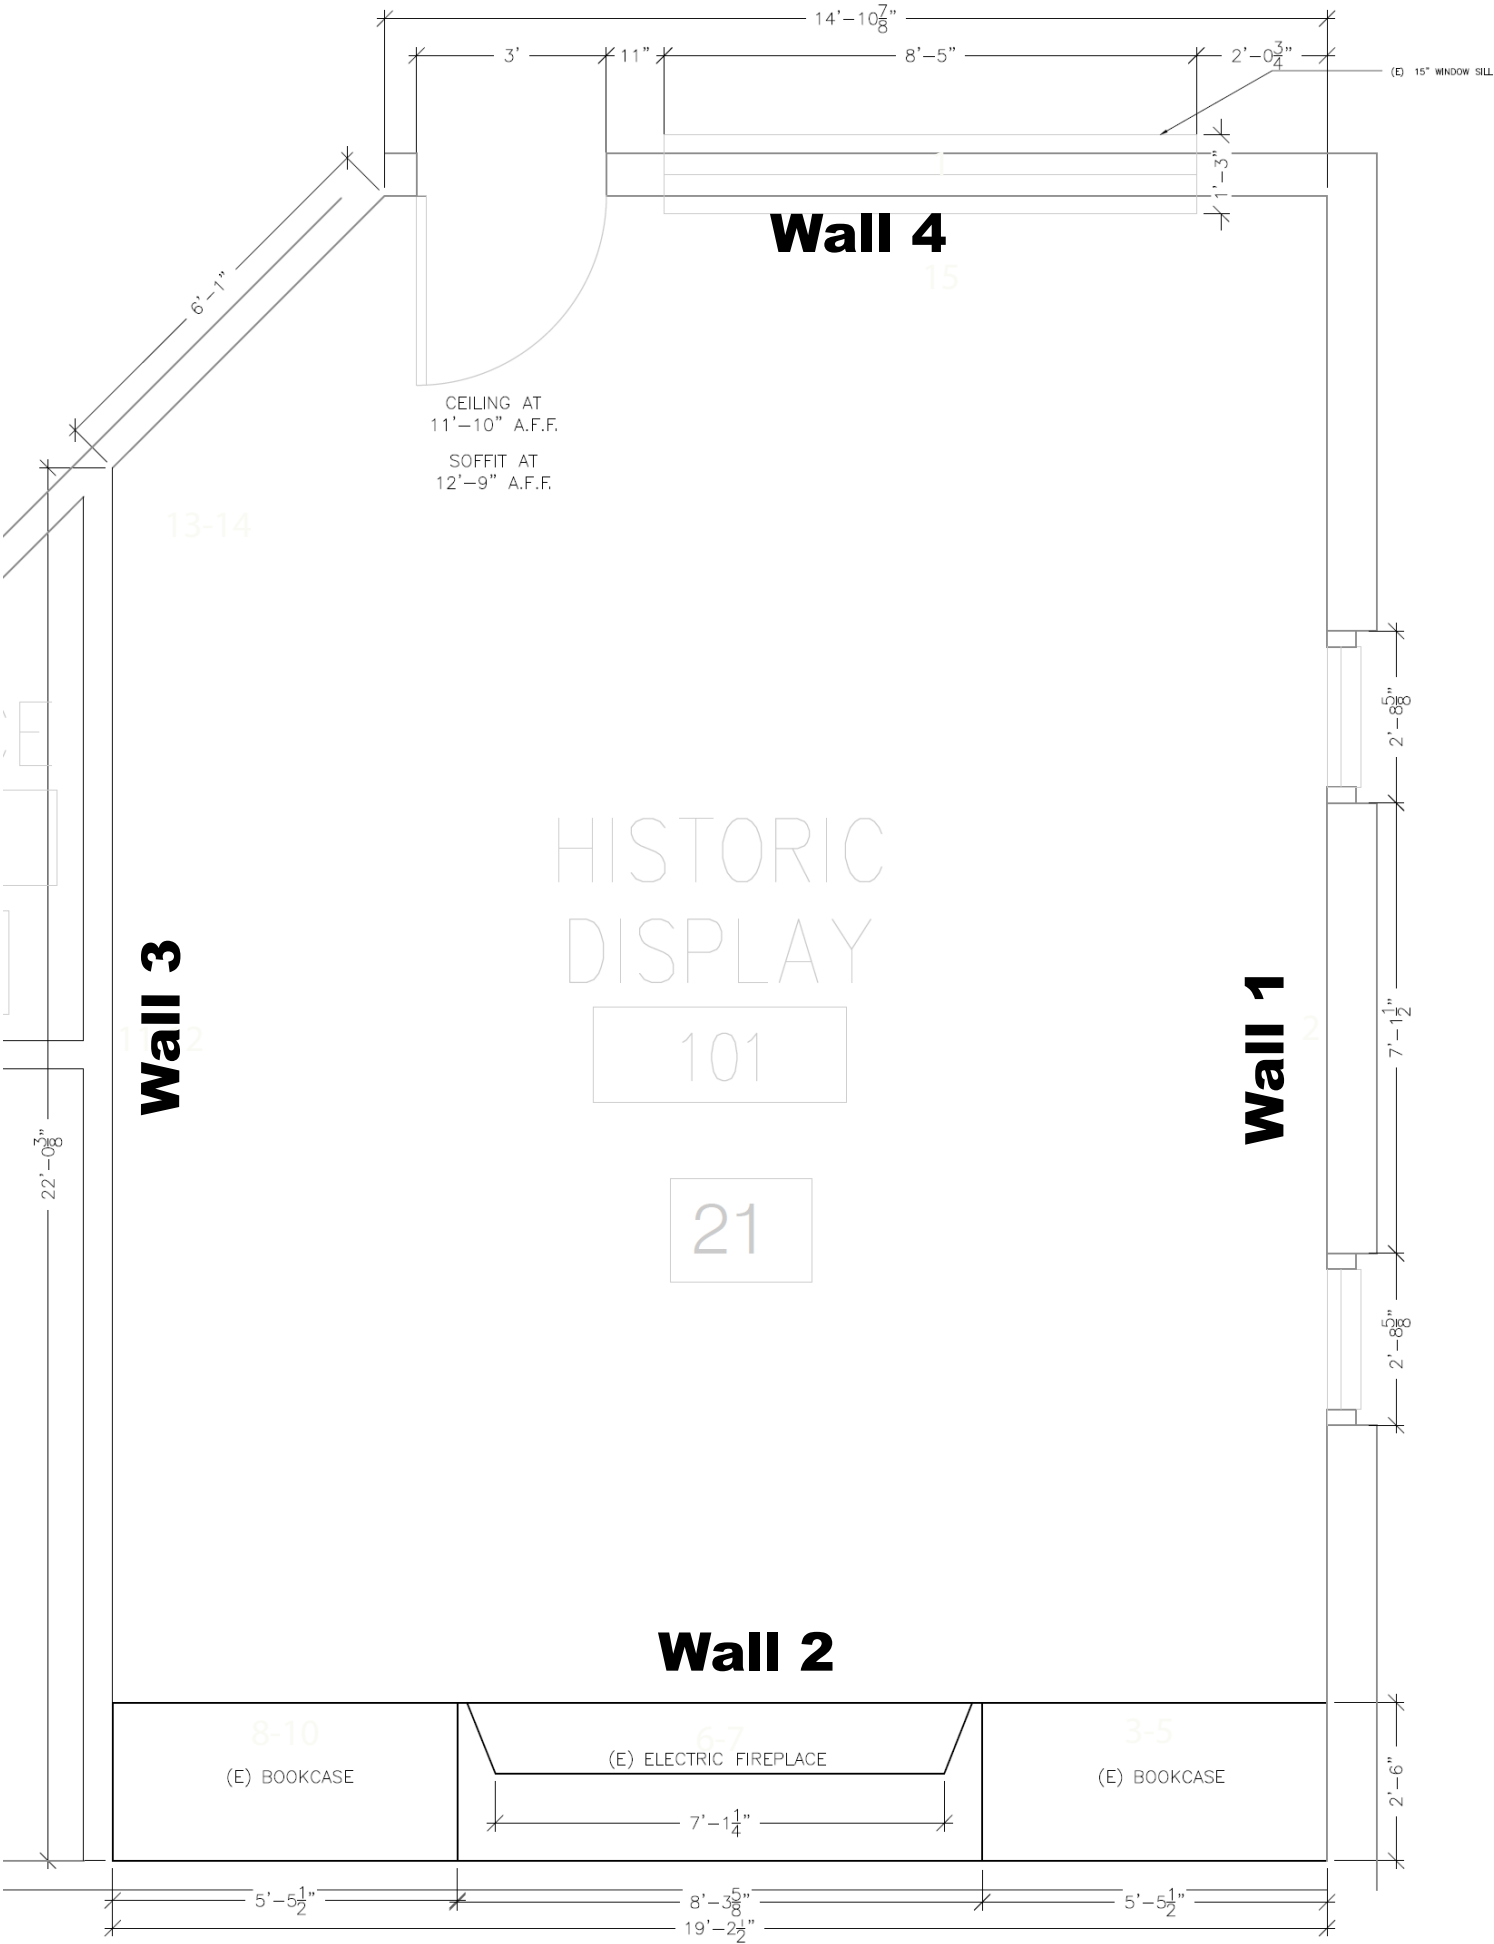 14'-10 7/8"
3'
11"
8'-5"
2'-0 3/4"
(E) 15" WINDOW SILL
1'-3"
1
Wall 4
15
6'-1"
CEILING AT
11'-10" A.F.F.
SOFFIT AT
12'-9" A.F.F.
13-14
2'-8 5/8"
HISTORIC
DISPLAY
101
21
Wall 3
Wall 1
2
7'-1 1/2"
22'-0 3/8"
2'-8 5/8"
Wall 2
8-10
(E) BOOKCASE
6-7
(E) ELECTRIC FIREPLACE
3-5
(E) BOOKCASE
2'-6"
7'-1 1/4"
5'-5 1/2"
8'-3 5/8"
5'-5 1/2"
19'-2 1/2"